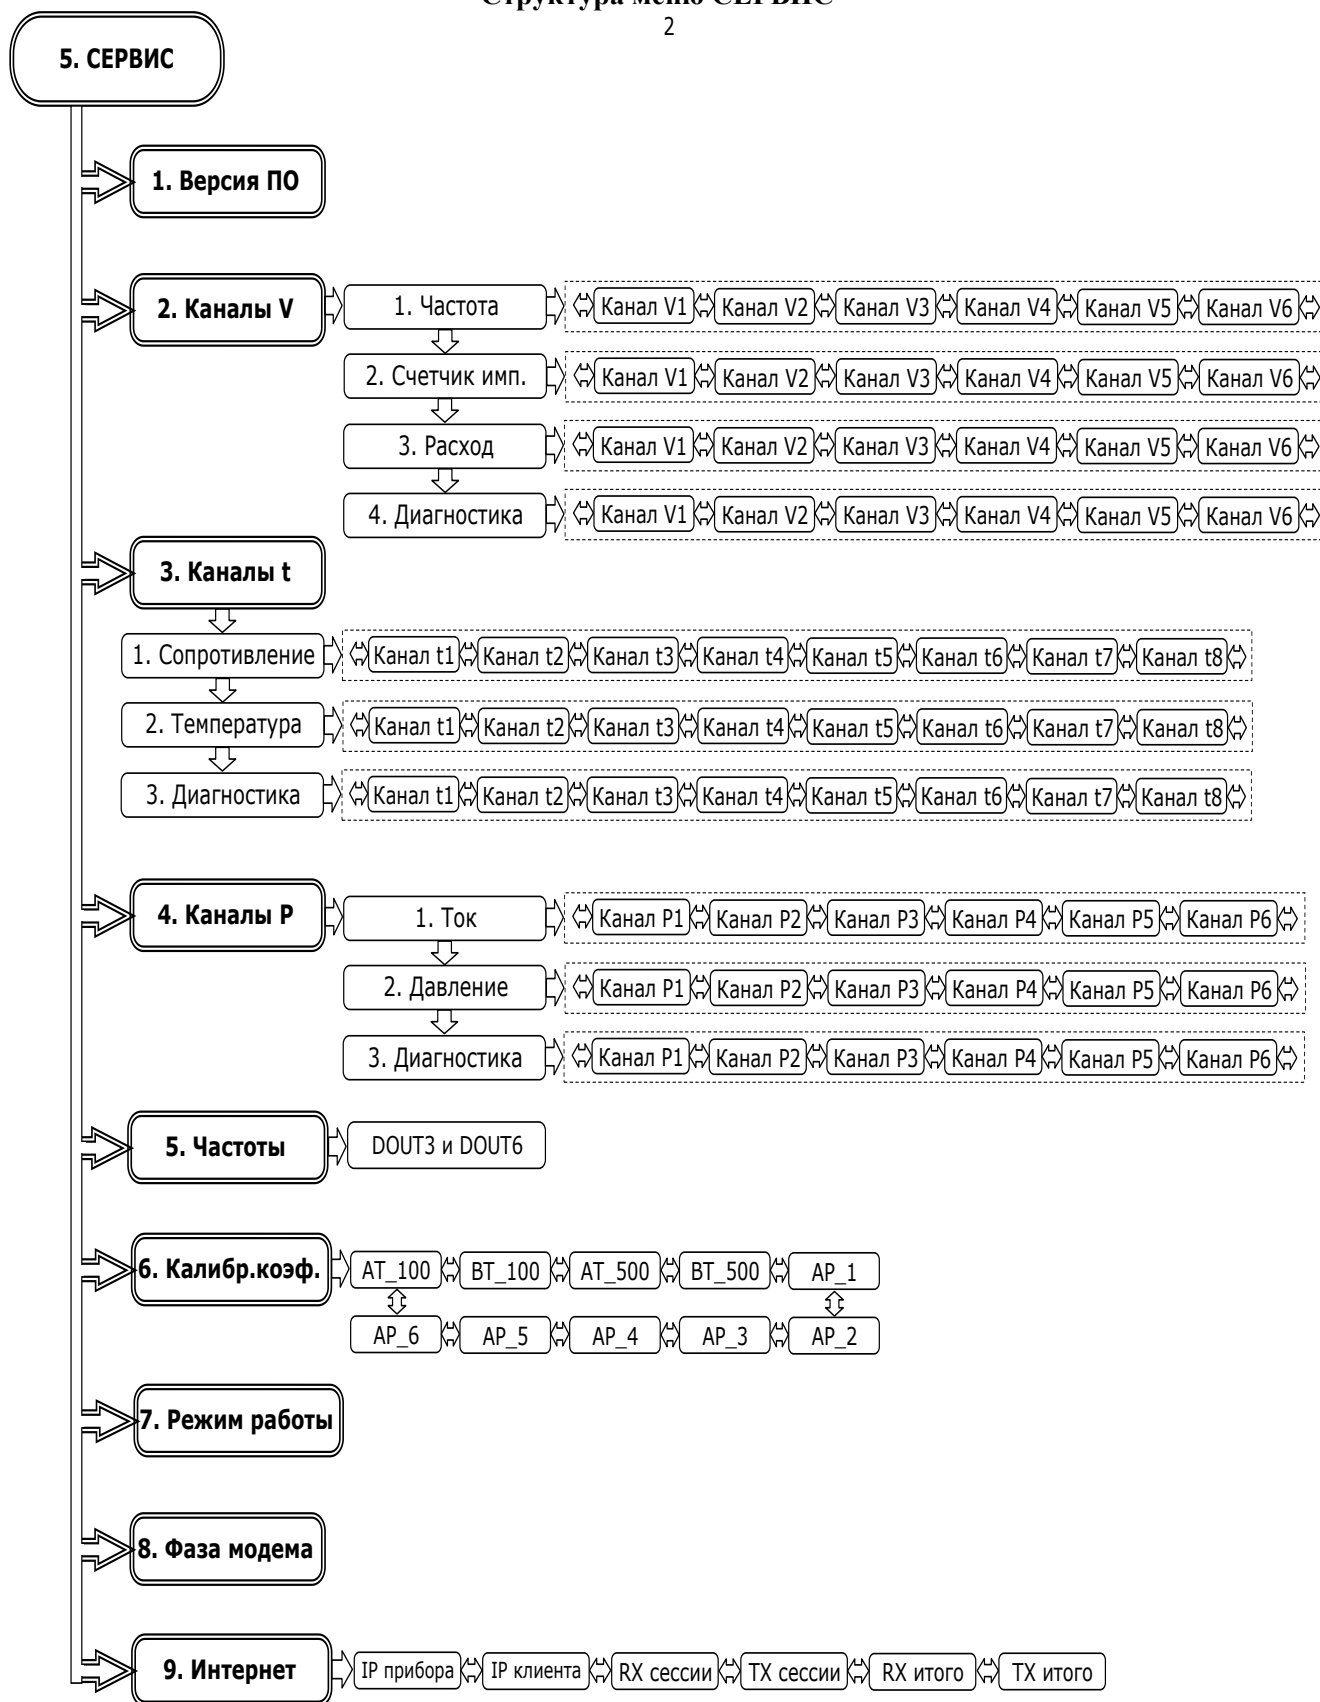 Структура меню СЕРВИС
2
5. СЕРВИС
1. Версия ПО
2. Каналы V
1. Частота
Канал V1 Канал V2 Канал V3 Канал V4 Канал V5 Канал V6
2. Счетчик имп.
Канал V1 Канал V2 Канал V3 Канал V4 Канал V5 Канал V6
3. Расход
Канал V1 Канал V2 Канал V3 Канал V4 Канал V5 Канал V6
4. Диагностика
Канал V1 Канал V2 Канал V3 Канал V4 Канал V5 Канал V6
3. Каналы t
1. Сопротивление
Канал t1 Канал t2 Канал t3 Канал t4 Канал t5 Канал t6 Канал t7 Канал t8
2. Температура
Канал t1 Канал t2 Канал t3 Канал t4 Канал t5 Канал t6 Канал t7 Канал t8
3. Диагностика
Канал t1 Канал t2 Канал t3 Канал t4 Канал t5 Канал t6 Канал t7 Канал t8
4. Каналы P
1. Ток
Канал P1 Канал P2 Канал P3 Канал P4 Канал P5 Канал P6
2. Давление
Канал P1 Канал P2 Канал P3 Канал P4 Канал P5 Канал P6
3. Диагностика
Канал P1 Канал P2 Канал P3 Канал P4 Канал P5 Канал P6
5. Частоты
DOUT3 и DOUT6
6. Калибр.коэф.
AT_100 BT_100 AT_500 BT_500 AP_1
AP_6 AP_5 AP_4 AP_3 AP_2
7. Режим работы
8. Фаза модема
9. Интернет
IP прибора IP клиента RX сессии TX сессии RX итого TX итого